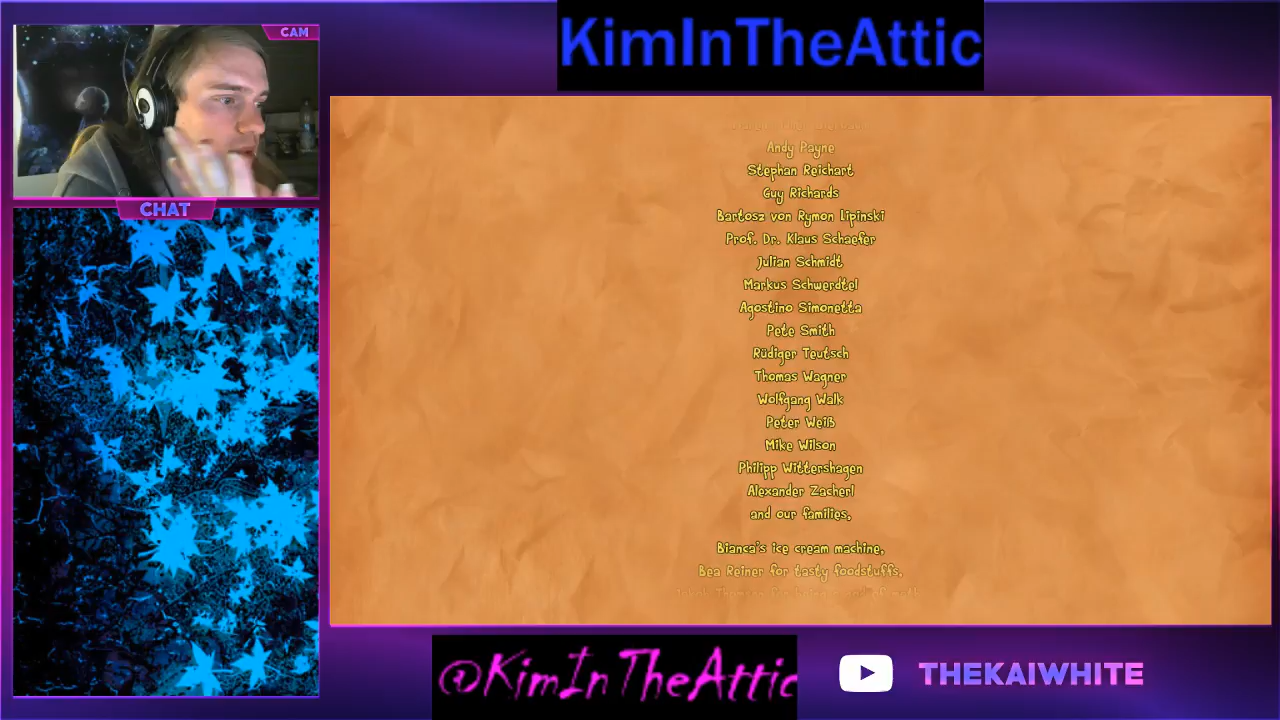 KimInTheAttic
CAM
CHAT
Andy Payne
Stephan Reichart
Guy Richards
Bartosz von Rymon Lipinski
Prof. Dr. Klaus Schaefer
Julian Schmidt
Markus Schwerdtel
Agostino Simonetta
Pete Smith
Rüdiger Teutsch
Thomas Wagner
Wolfgang Walk
Peter Weiß
Mike Wilson
Philipp Wittershagen
Alexander Zacherl
and our families,
Bianca's ice cream machine,
Bea Reiner for tasty foodstuffs,
@KimInTheAttic
THEKAIWHITE